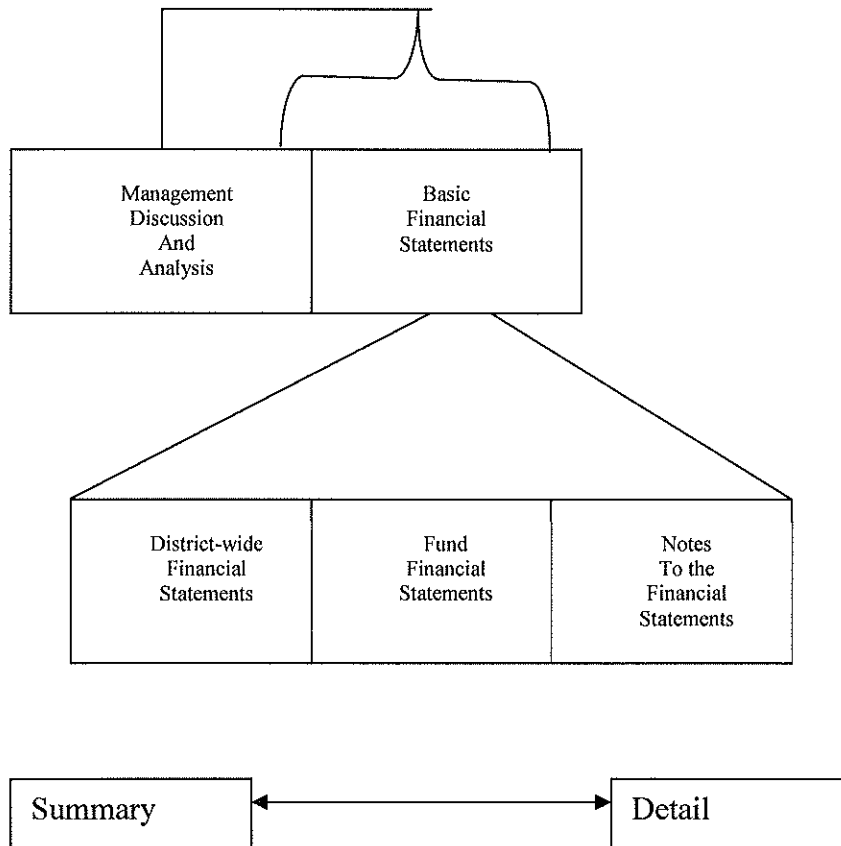 Management
Discussion
And
Analysis
Basic
Financial
Statements
District-wide
Financial
Statements
Fund
Financial
Statements
Notes
To the
Financial
Statements
Summary
Detail